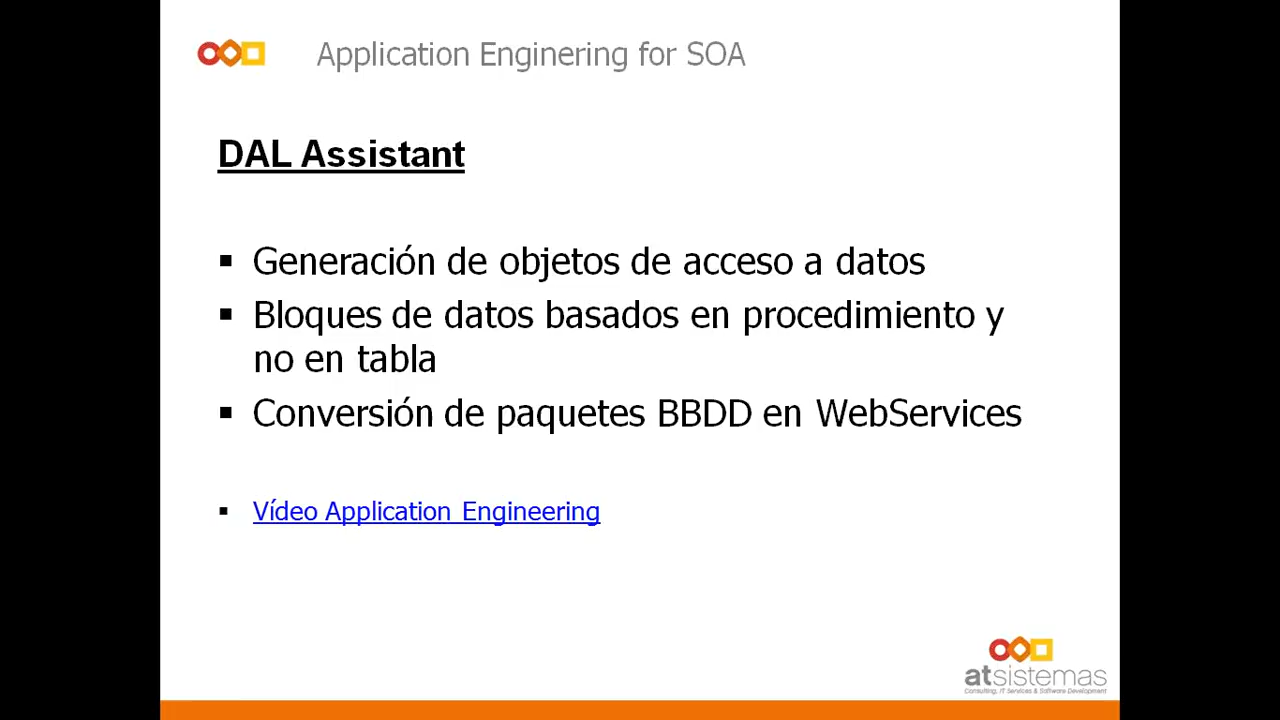 Application Enginering for SOA
DAL Assistant
▪ Generación de objetos de acceso a datos
▪ Bloques de datos basados en procedimiento y
no en tabla
▪ Conversión de paquetes BBDD en WebServices
▪ Vídeo Application Engineering
atsistemas
Consulting, IT Services & Software Development